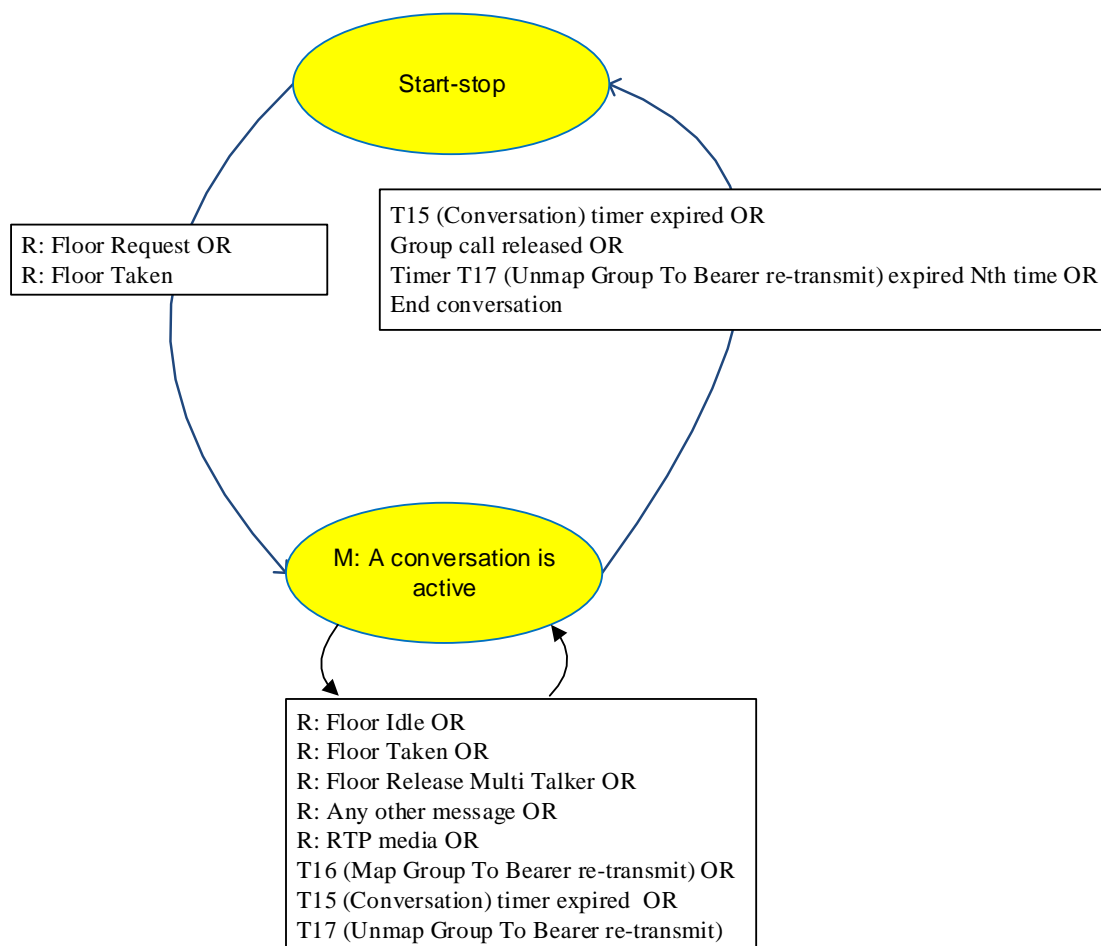 Start-stop
R: Floor Request OR
R: Floor Taken
T15 (Conversation) timer expired OR
Group call released OR
Timer T17 (Unmap Group To Bearer re-transmit) expired Nth time OR
End conversation
M: A conversation is
active
R: Floor Idle OR
R: Floor Taken OR
R: Floor Release Multi Talker OR
R: Any other message OR
R: RTP media OR
T16 (Map Group To Bearer re-transmit) OR
T15 (Conversation) timer expired  OR
T17 (Unmap Group To Bearer re-transmit)